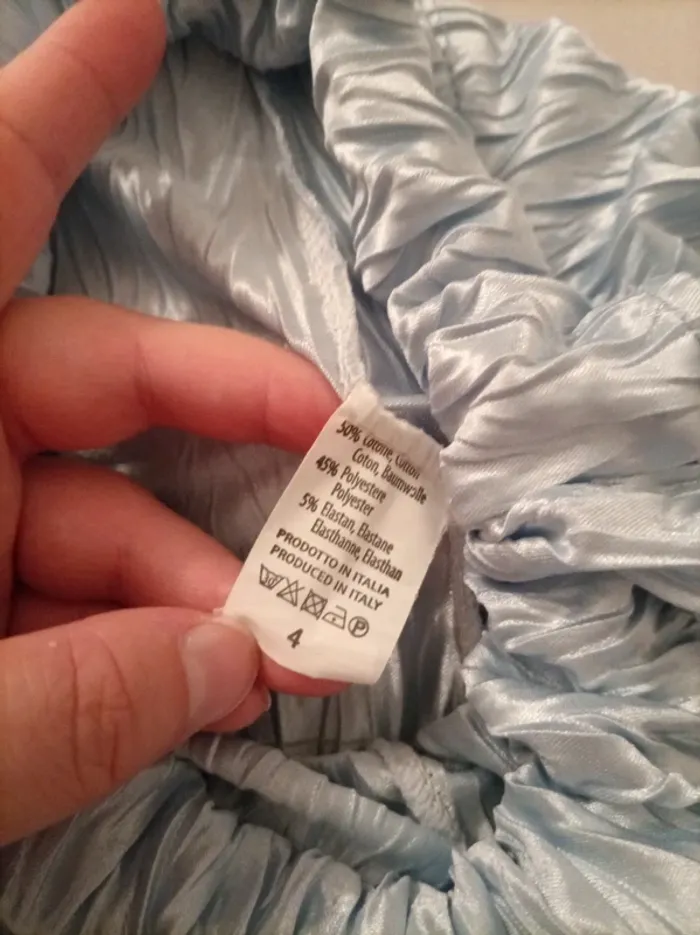 50% Cotone, Cotton
Coton, Baumwolle
45% Polyestere
Polyester
5% Elastan, Elastane
Elasthanne, Elasthan
PRODOTTO IN ITALIA
PRODUCED IN ITALY
30 P
4